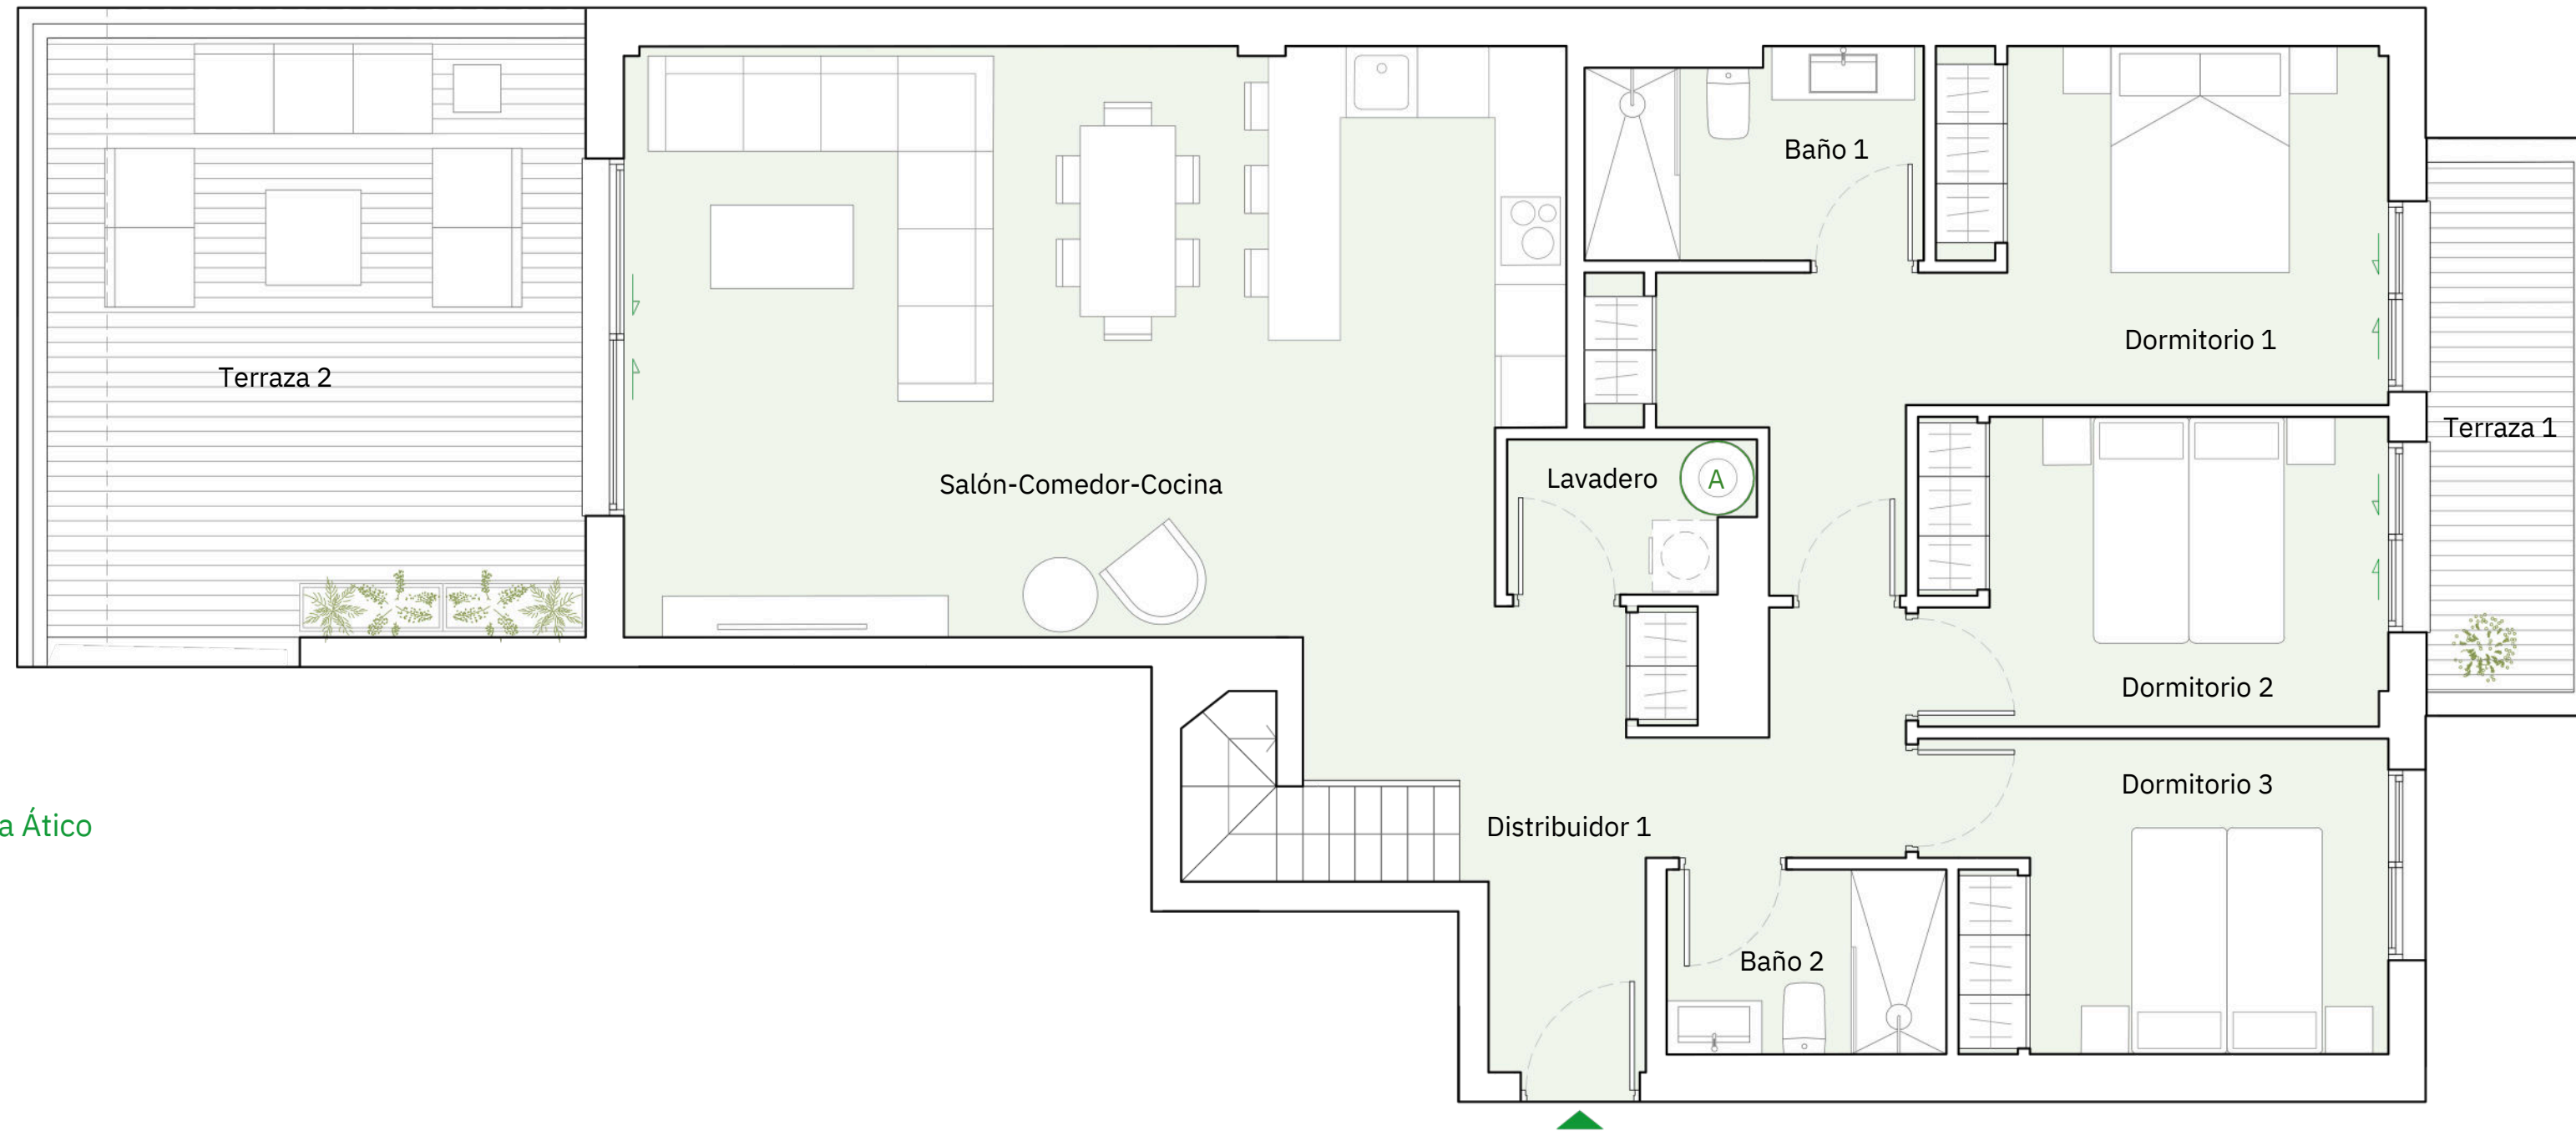 Baño 1
Dormitorio 1
Terraza 2
Terraza 1
Salón-Comedor-Cocina
Lavadero
A
Dormitorio 2
Dormitorio 3
a Ático
Distribuidor 1
Baño 2